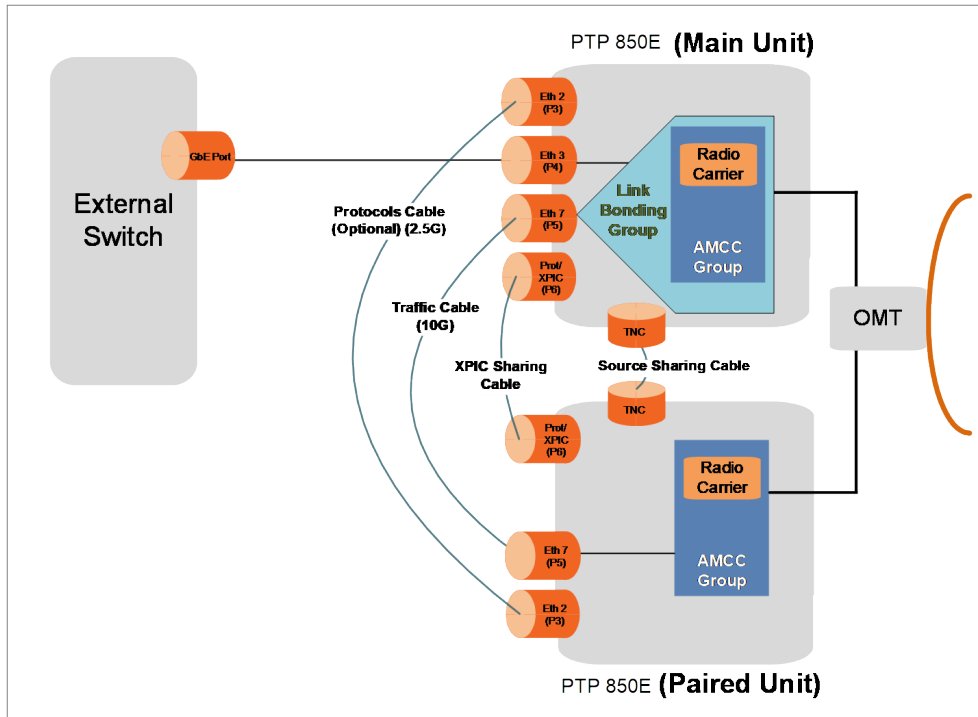 PTP 850E (Main Unit)
Eth 2
(P3)
GbE Port
Eth 3
(P4)
Radio
Carrier
External
Switch
Protocols Cable
(Optional) (2.5G)
Eth 7
(P5)
Link
Bonding
Group
AMCC
Group
Prot/
XPIC
(P6)
Traffic Cable
(10G)
OMT
TNC
XPIC Sharing
Cable
Source Sharing Cable
TNC
Prot/
XPIC
(P6)
Radio
Carrier
Eth 7
(P5)
AMCC
Group
Eth 2
(P3)
PTP 850E (Paired Unit)